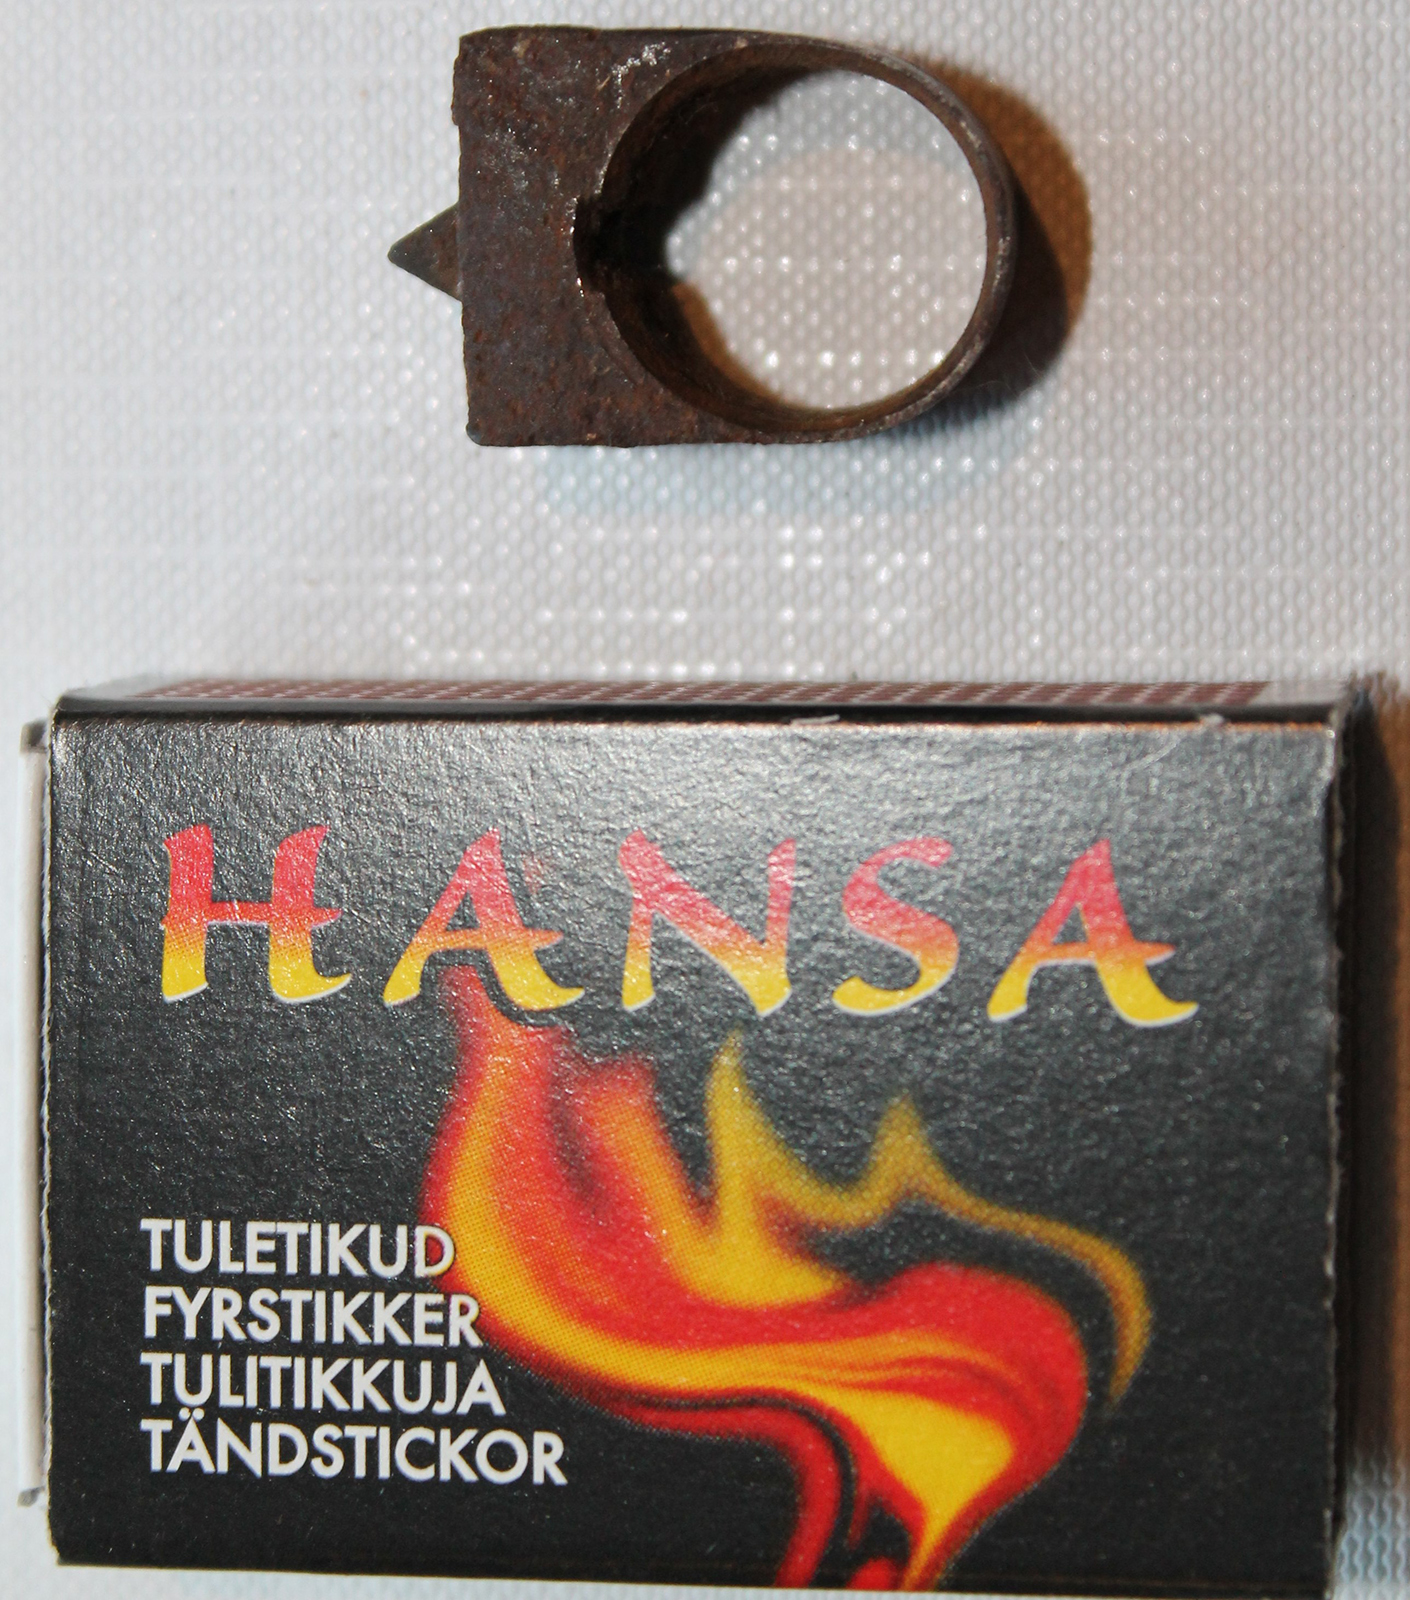 HANSA
TULETIKUD
FYRSTIKKER
TULITIKKUJA
TÄNDSTICKOR